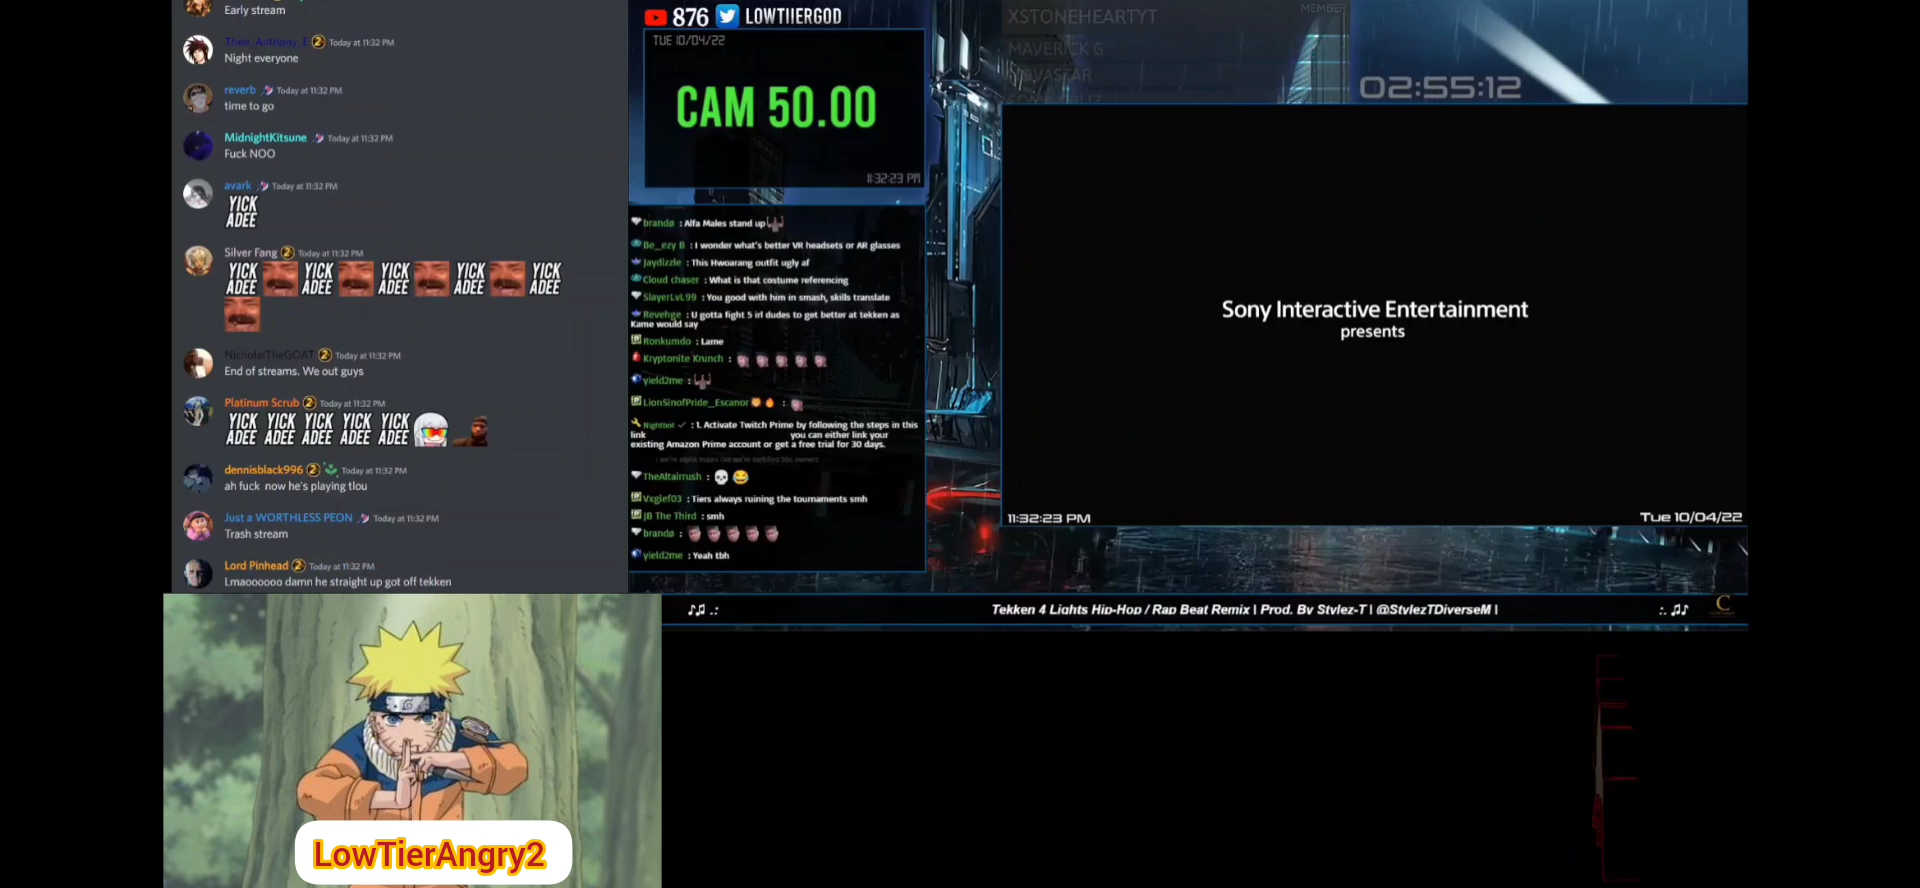 Early stream
Thee_Anthony_E Today at 11:32 PM
Night everyone
reverb Today at 11:32 PM
time to go
MidnightKitsune Today at 11:32 PM
Fuck NOO
avark Today at 11:32 PM
YICK
ADEE
Silver Fang Today at 11:32 PM
YICK YICK YICK YICK YICK
ADEE ADEE ADEE ADEE ADEE
NicholaiTheGOAT Today at 11:32 PM
End of streams. We out guys
Platinum Scrub Today at 11:32 PM
YICK YICK YICK YICK YICK
ADEE ADEE ADEE ADEE ADEE
dennisblack996 Today at 11:32 PM
ah fuck now he's playing tlou
Just a WORTHLESS PEON Today at 11:32 PM
Trash stream
Lord Pinhead Today at 11:32 PM
Lmaoooooo damn he straight up got off tekken
876 LOWTIIERGOD
TUE 10/04/22
CAM 50.00
11:32:23 PM
brandø : Alfa Males stand up
Be_ezy B : I wonder what's better VR headsets or AR glasses
Jaydizzle : This Hwoarang outfit ugly af
Cloud chaser : What is that costume referencing
SlayerLvL99 : You good with him in smash, skills translate
Revehge : U gotta fight 5 irl dudes to get better at tekken as
Kame would say
Ronkumdo : Lame
Kryptonite Krunch :
yield2me :
LionSinofPride_Escanor :
Nightbot ✓ : 1. Activate Twitch Prime by following the steps in this
link you can either link your
existing Amazon Prime account or get a free trial for 30 days.
TheAltairrush : 💀 😂
Vxgief03 : Tiers always ruining the tournaments smh
JB The Third : smh
brandø :
yield2me : Yeah tbh
XSTONEHEARTYT
MEMBER
MAVERICK G
02:55:12
Sony Interactive Entertainment
presents
11:32:23 PM
Tue 10/04/22
♪♫ .: Tekken 4 Lights Hip-Hop / Rap Beat Remix | Prod. By Stylez-T | @StylezTDiverseM | :. ♫♪
LowTierAngry2